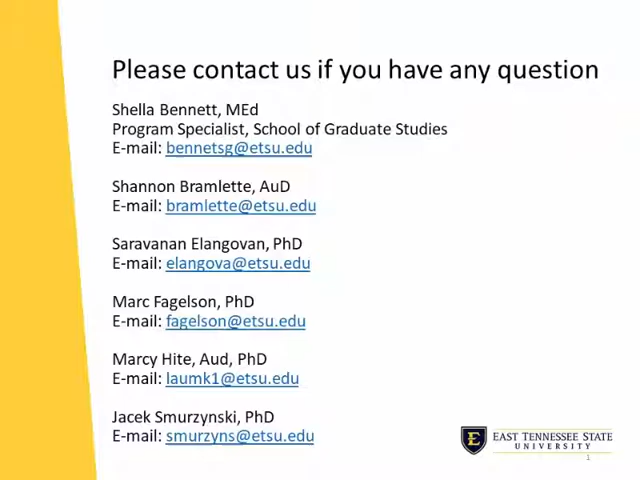 Please contact us if you have any question
Shella Bennett, MEd
Program Specialist, School of Graduate Studies
E-mail: bennetsg@etsu.edu
Shannon Bramlette, AuD
E-mail: bramlette@etsu.edu
Saravanan Elangovan, PhD
E-mail: elangova@etsu.edu
Marc Fagelson, PhD
E-mail: fagelson@etsu.edu
Marcy Hite, Aud, PhD
E-mail: laumk1@etsu.edu
Jacek Smurzynski, PhD
E-mail: smurzyns@etsu.edu
E EAST TENNESSEE STATE
UNIVERSITY
1